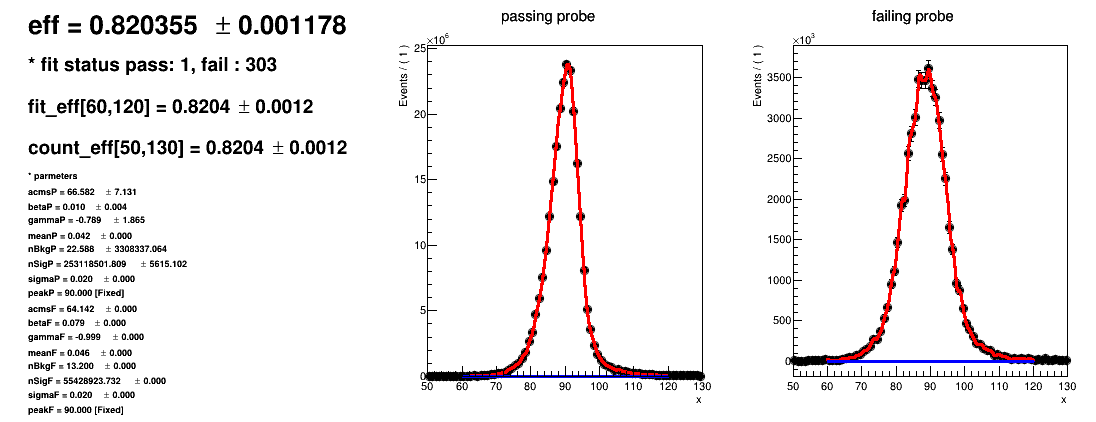 eff = 0.820355 ± 0.001178
* fit status pass: 1, fail : 303
fit_eff[60,120] = 0.8204 ± 0.0012
count_eff[50,130] = 0.8204 ± 0.0012
* parmeters
acmsP = 66.582 ± 7.131
betaP = 0.010 ± 0.004
gammaP = -0.789 ± 1.865
meanP = 0.042 ± 0.000
nBkgP = 22.588 ± 3308337.064
nSigP = 253118501.809 ± 5615.102
sigmaP = 0.020 ± 0.000
peakP = 90.000 [Fixed]
acmsF = 64.142 ± 0.000
betaF = 0.079 ± 0.000
gammaF = -0.999 ± 0.000
meanF = 0.046 ± 0.000
nBkgF = 13.200 ± 0.000
nSigF = 55428923.732 ± 0.000
sigmaF = 0.020 ± 0.000
peakF = 90.000 [Fixed]
passing probe
×10⁶
Events / ( 1 )
25
20
15
10
5
0
50 60 70 80 90 100 110 120 130
x
failing probe
×10³
Events / ( 1 )
3500
3000
2500
2000
1500
1000
500
0
50 60 70 80 90 100 110 120 130
x